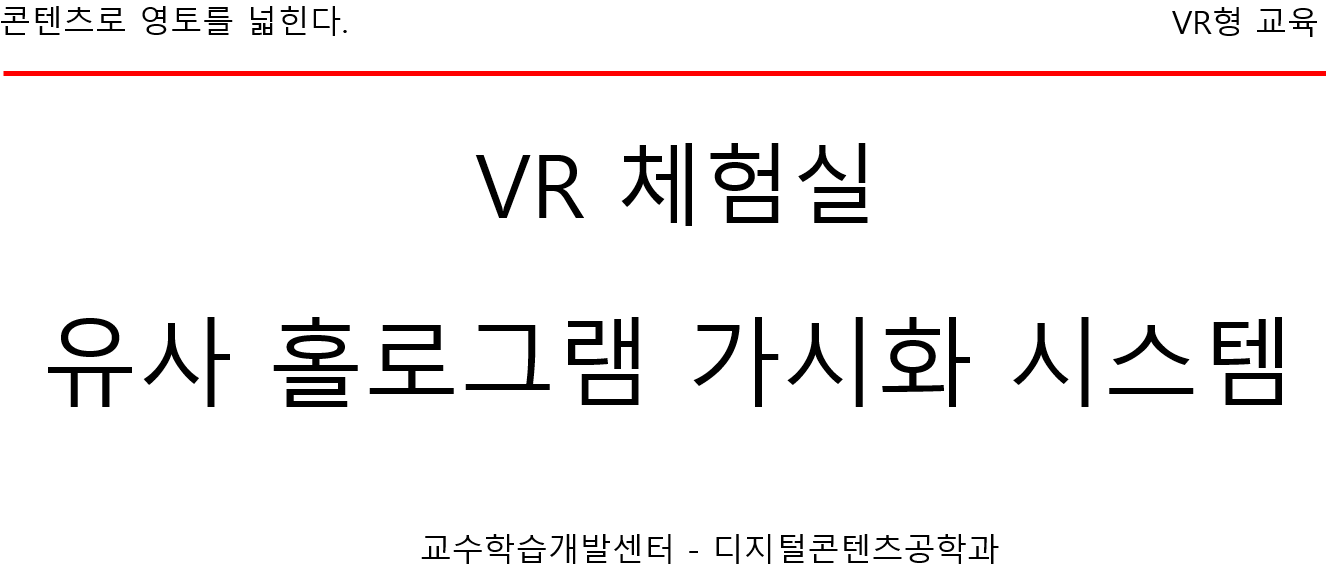 콘텐츠로 영토를 넓힌다.
VR형 교육
VR 체험실
유사 홀로그램 가시화 시스템
교수학습개발센터 - 디지털콘텐츠공학과